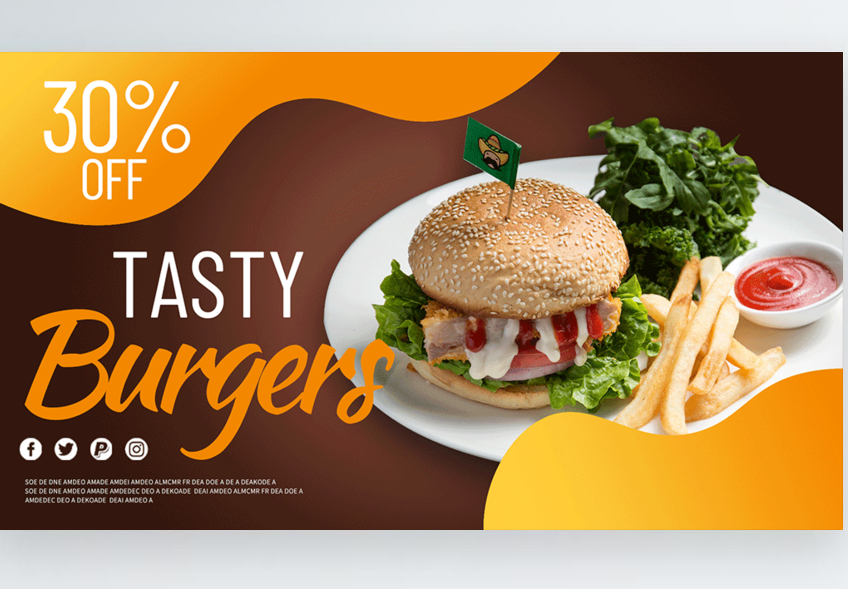 30%
OFF
TASTY
Burgers
SOE DE DNE AMDEO AMADE AMDEI AMDEO ALMCMR FR DEA DOE A DE A DEAKODE A
SOE DE DNE AMDEO AMADE AMDEDEC DEO A DEKOADE DEAI AMDEO ALMCMR FR DEA DOE A
AMDEDEC DEO A DEKOADE DEAI AMDEO A